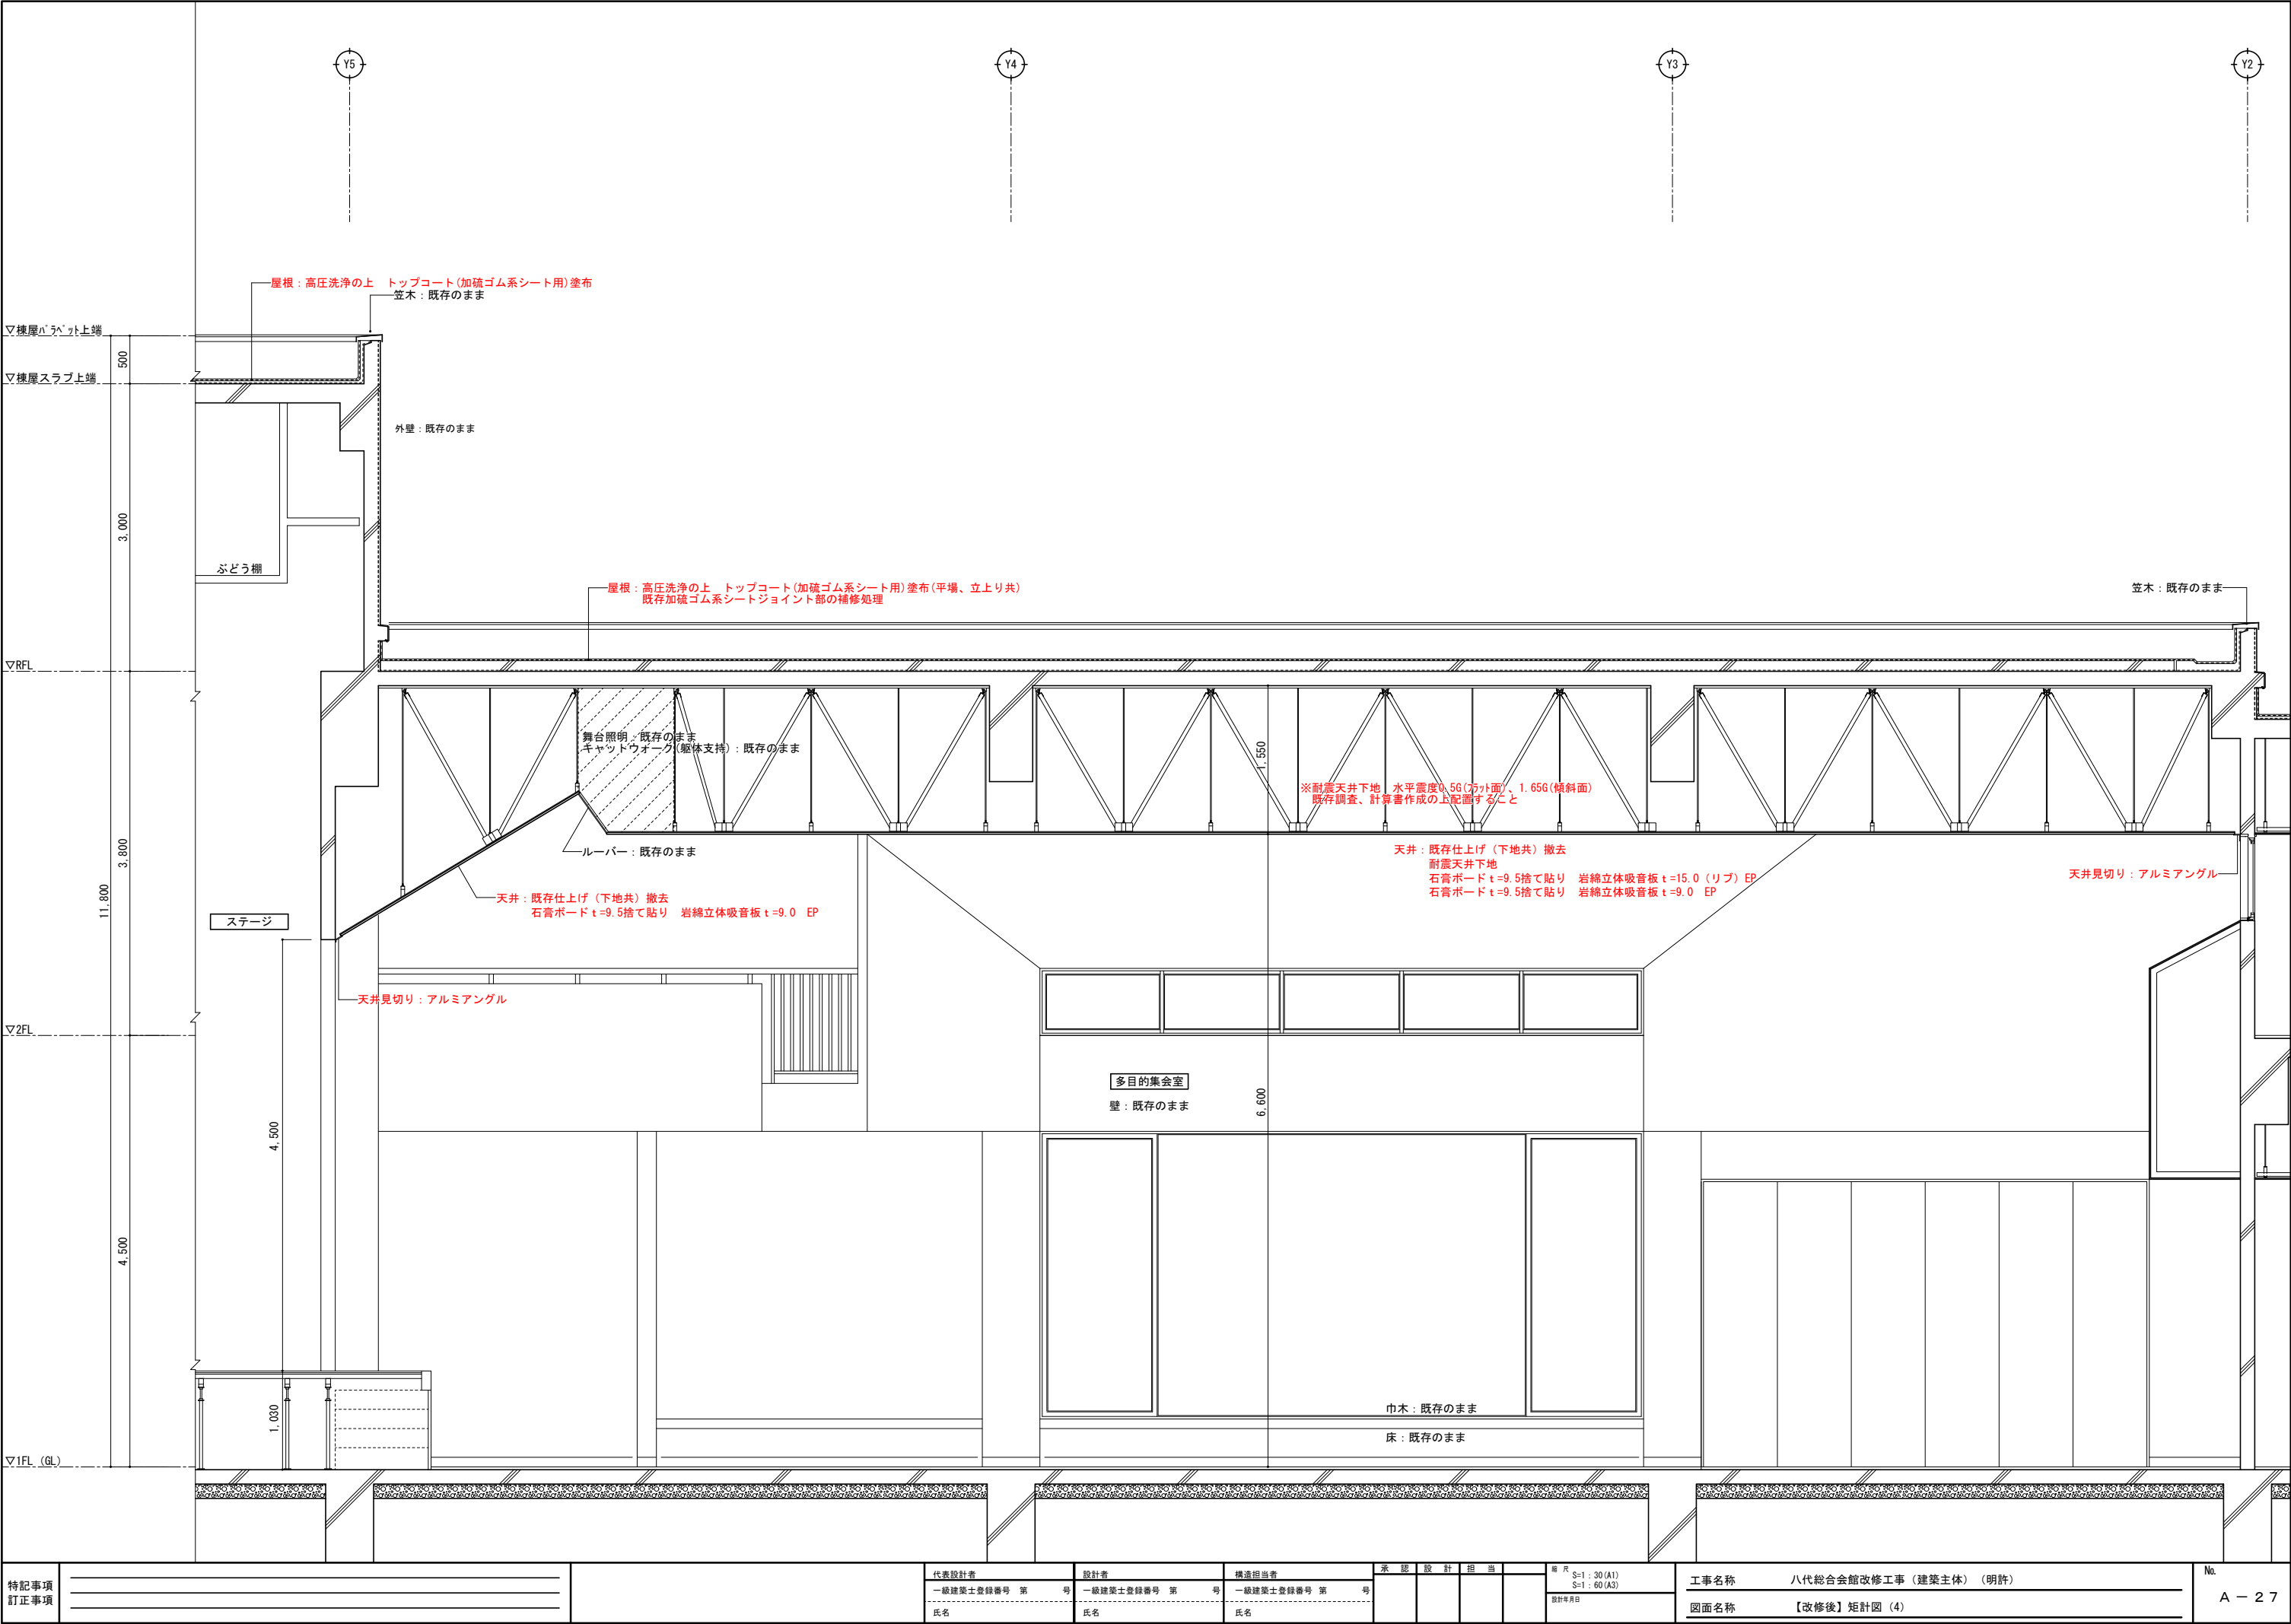 Y5
Y4
Y3
Y2
屋根：高圧洗浄の上　トップコート(加硫ゴム系シート用)塗布
笠木：既存のまま
▽棟屋ﾊﾟﾗﾍﾟｯﾄ上端
500
▽棟屋スラブ上端
外壁：既存のまま
3,000
ぶどう棚
屋根：高圧洗浄の上　トップコート(加硫ゴム系シート用)塗布(平場、立上り共)
既存加硫ゴム系シートジョイント部の補修処理
笠木：既存のまま
▽RFL
舞台照明：既存のまま
キャットウォーク(躯体支持)：既存のまま
1,550
※耐震天井下地　水平震度0.5G(ﾌﾗｯﾄ面)、1.65G(傾斜面)
既存調査、計算書作成の上配置すること
3,800
ルーバー：既存のまま
天井：既存仕上げ（下地共）撤去
耐震天井下地
石膏ボードｔ=9.5捨て貼り　岩綿立体吸音板ｔ=15.0（リブ）EP
石膏ボードｔ=9.5捨て貼り　岩綿立体吸音板ｔ=9.0　EP
天井見切り：アルミアングル
天井：既存仕上げ（下地共）撤去
石膏ボードｔ=9.5捨て貼り　岩綿立体吸音板ｔ=9.0　EP
11,800
ステージ
天井見切り：アルミアングル
▽2FL
多目的集会室
壁：既存のまま
6,600
4,500
4,500
巾木：既存のまま
1,030
床：既存のまま
▽1FL (GL)
特記事項
訂正事項
代表設計者
一級建築士登録番号　第　　　号
氏名
設計者
一級建築士登録番号　第　　　号
氏名
構造担当者
一級建築士登録番号　第　　　号
氏名
承　認
設　計
担　当
縮　尺
S=1：30(A1)
S=1：60(A3)
設計年月日
工事名称　八代総合会館改修工事（建築主体）（明許）
図面名称　【改修後】矩計図（4）
No.
A－27